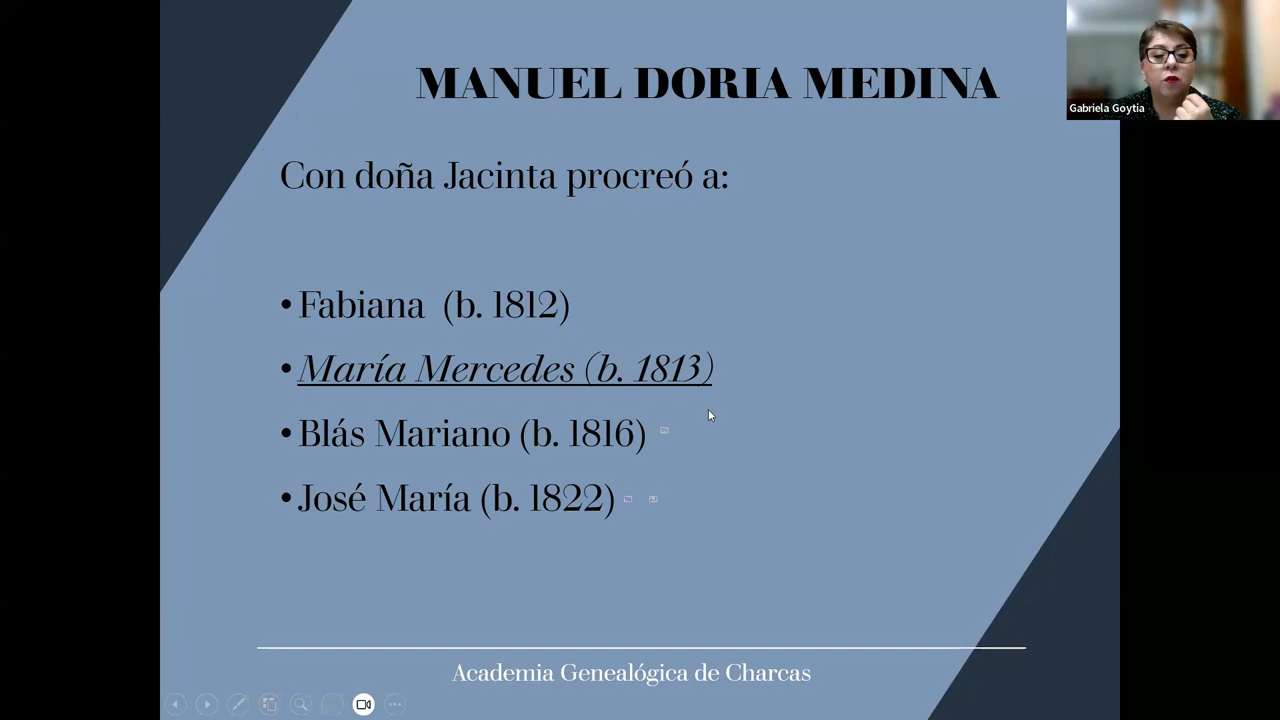 MANUEL DORIA MEDINA
Gabriela Goytia
Con doña Jacinta procreó a:
• Fabiana (b. 1812)
• María Mercedes (b. 1813)
• Blás Mariano (b. 1816)
• José María (b. 1822)
Academia Genealógica de Charcas